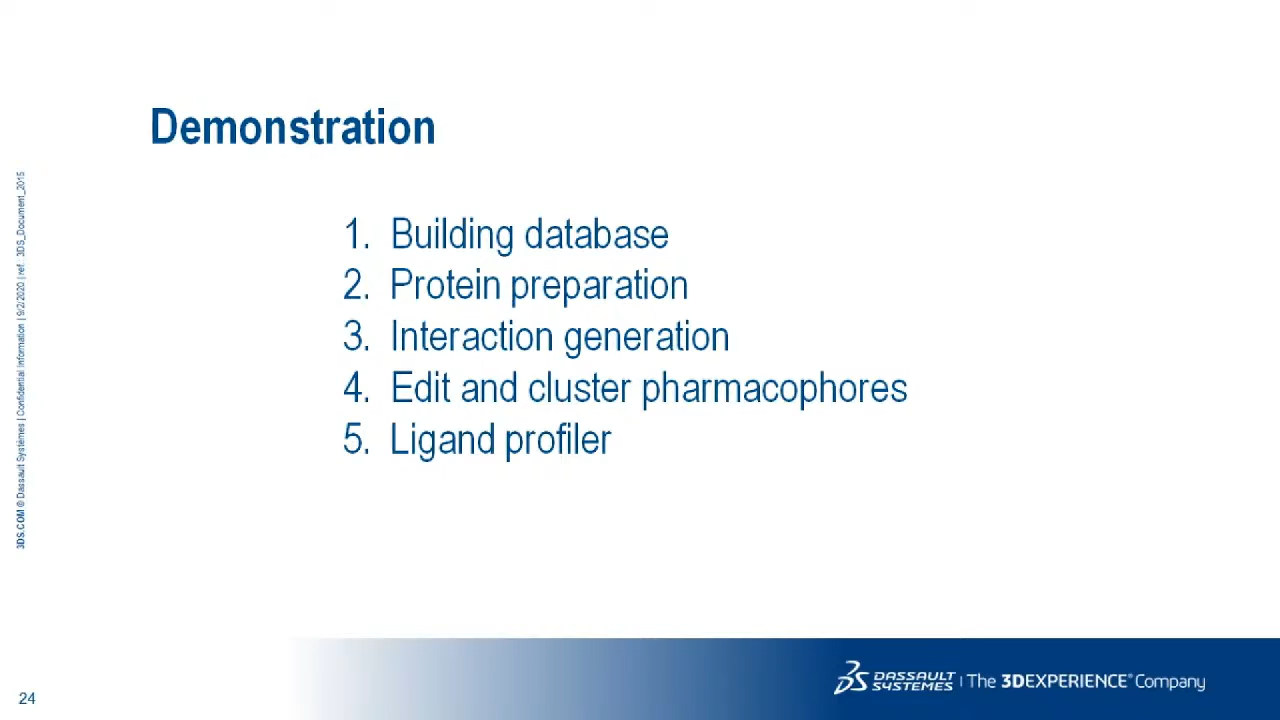 Demonstration
1. Building database
2. Protein preparation
3. Interaction generation
4. Edit and cluster pharmacophores
5. Ligand profiler
3DS.COM © Dassault Systèmes | Confidential Information | 9/2/2020 | ref.: 3DS_Document_2015
24
DASSAULT SYSTEMES | The 3DEXPERIENCE® Company